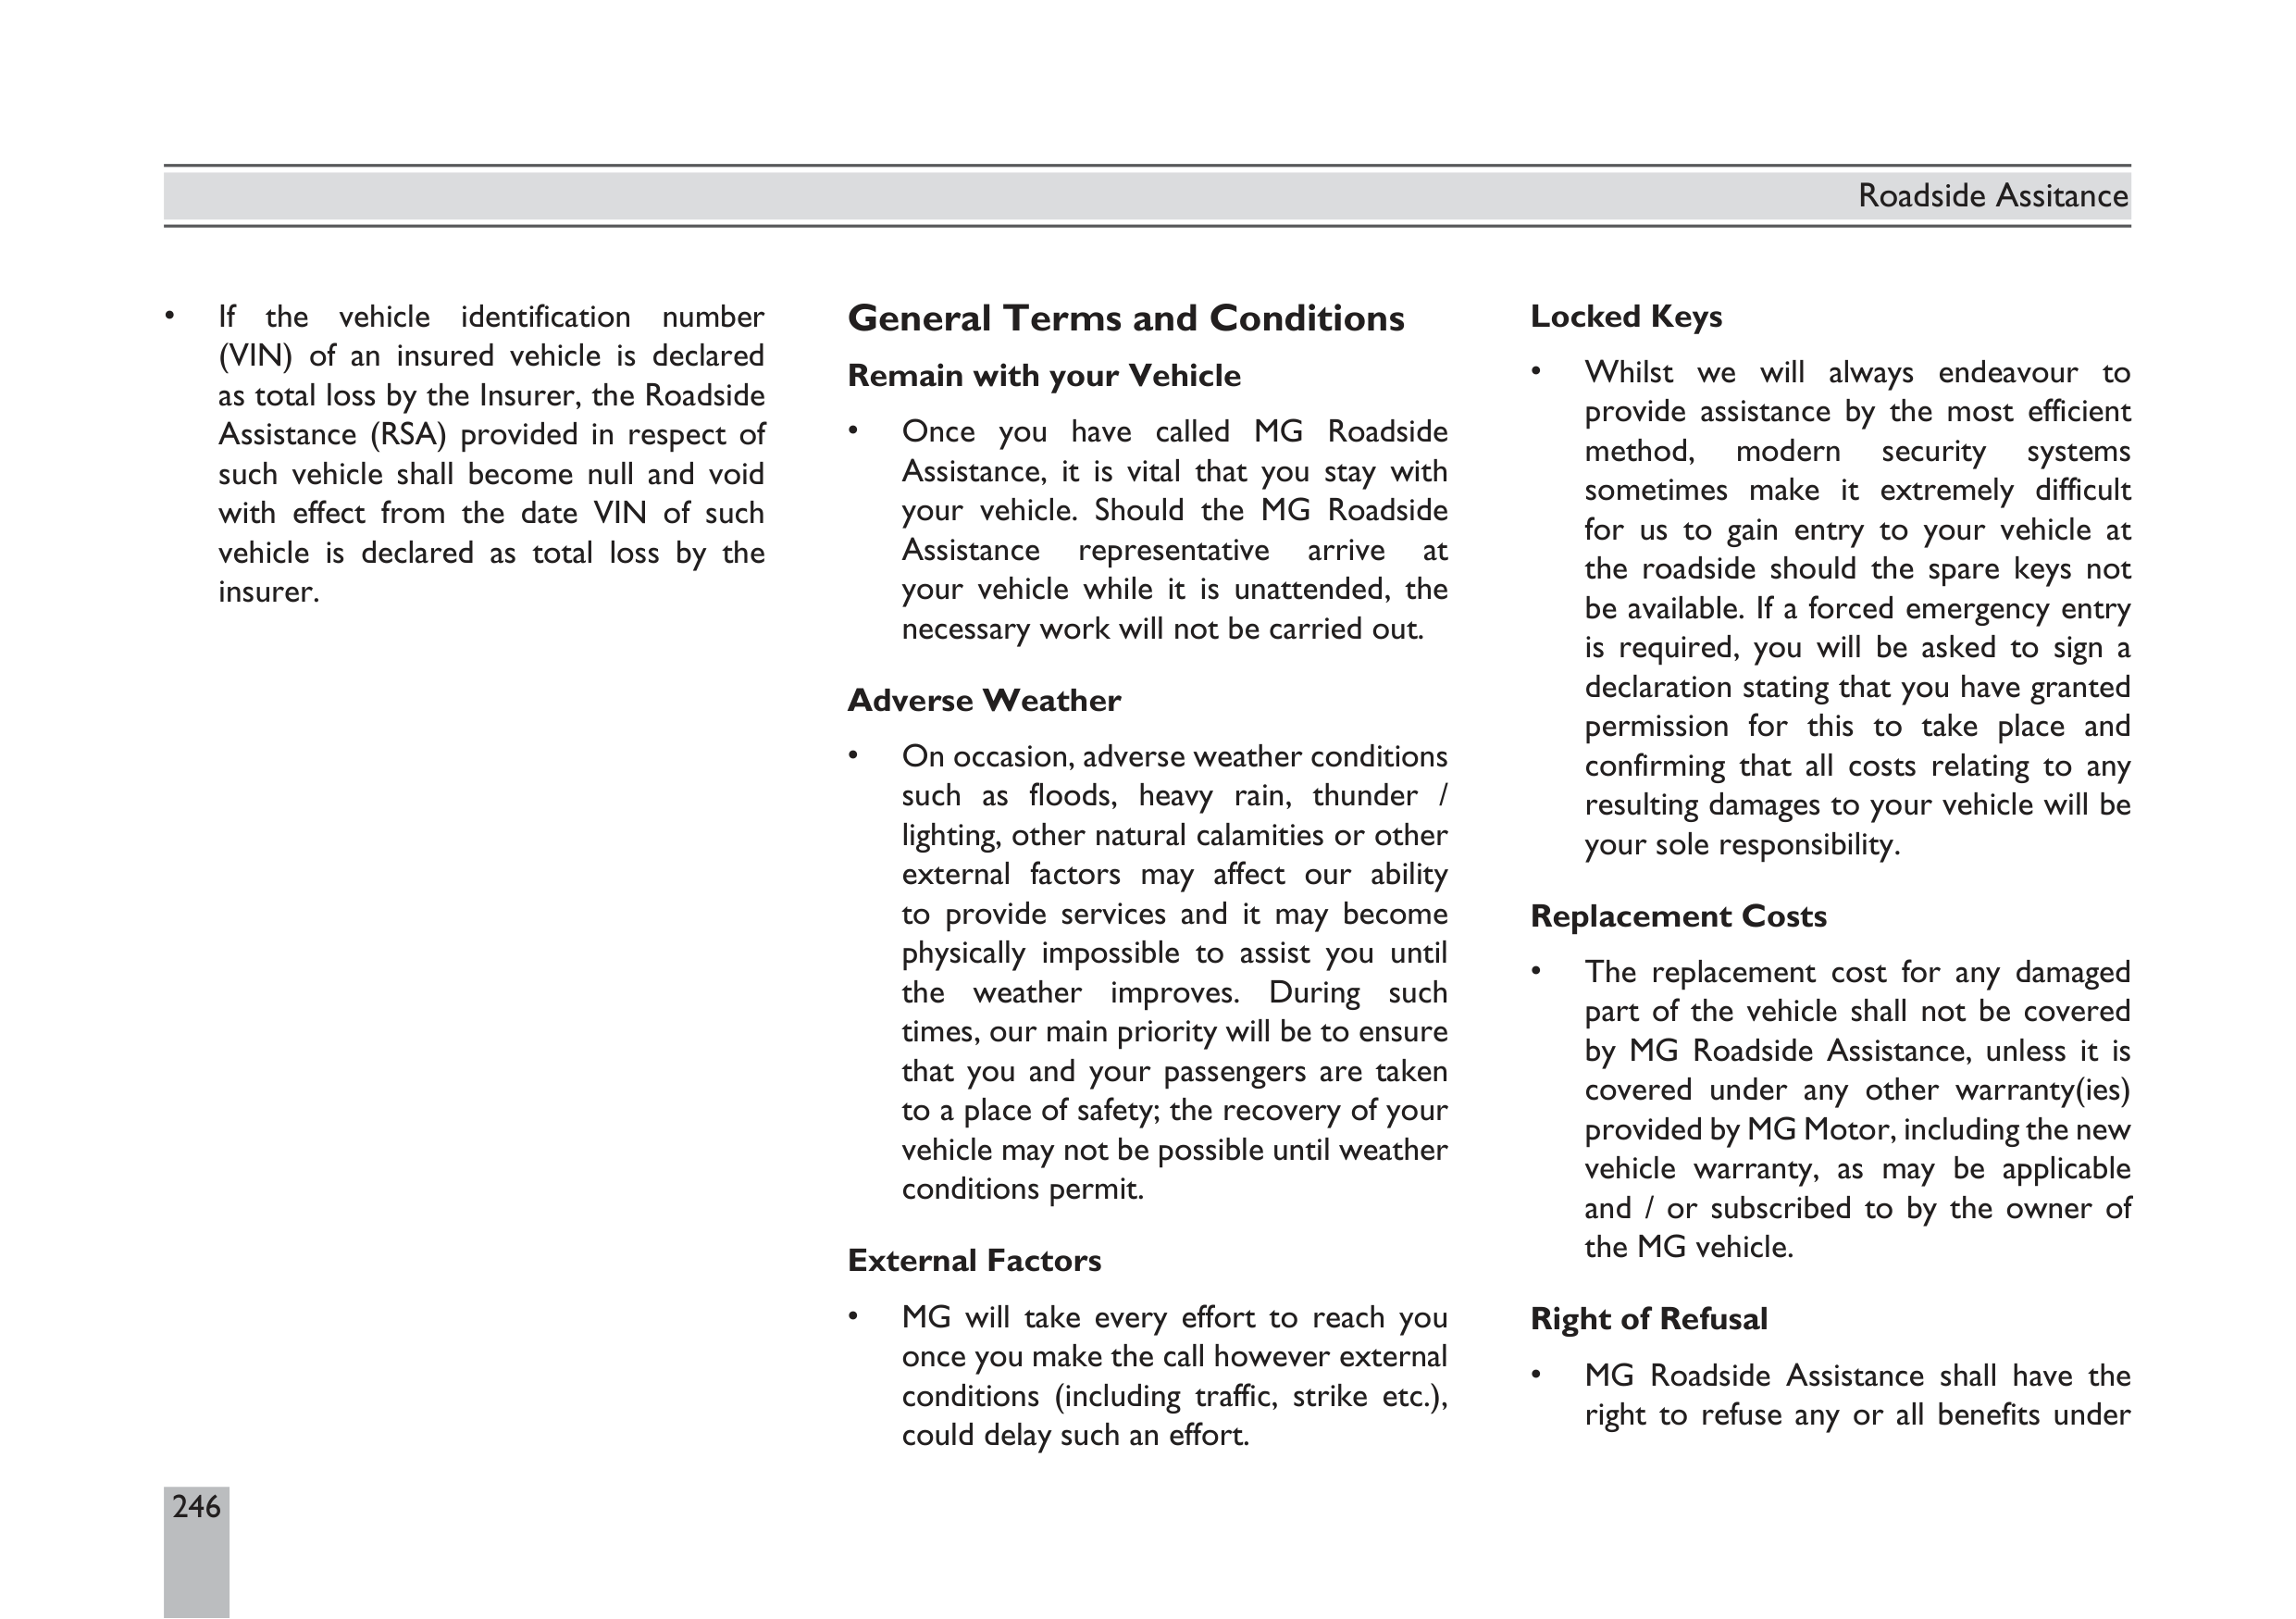 Roadside Assitance
• If the vehicle identification number
(VIN) of an insured vehicle is declared
as total loss by the Insurer, the Roadside
Assistance (RSA) provided in respect of
such vehicle shall become null and void
with effect from the date VIN of such
vehicle is declared as total loss by the
insurer.
General Terms and Conditions
Remain with your Vehicle
• Once you have called MG Roadside
Assistance, it is vital that you stay with
your vehicle. Should the MG Roadside
Assistance representative arrive at
your vehicle while it is unattended, the
necessary work will not be carried out.
Adverse Weather
• On occasion, adverse weather conditions
such as floods, heavy rain, thunder /
lighting, other natural calamities or other
external factors may affect our ability
to provide services and it may become
physically impossible to assist you until
the weather improves. During such
times, our main priority will be to ensure
that you and your passengers are taken
to a place of safety; the recovery of your
vehicle may not be possible until weather
conditions permit.
External Factors
• MG will take every effort to reach you
once you make the call however external
conditions (including traffic, strike etc.),
could delay such an effort.
Locked Keys
• Whilst we will always endeavour to
provide assistance by the most efficient
method, modern security systems
sometimes make it extremely difficult
for us to gain entry to your vehicle at
the roadside should the spare keys not
be available. If a forced emergency entry
is required, you will be asked to sign a
declaration stating that you have granted
permission for this to take place and
confirming that all costs relating to any
resulting damages to your vehicle will be
your sole responsibility.
Replacement Costs
• The replacement cost for any damaged
part of the vehicle shall not be covered
by MG Roadside Assistance, unless it is
covered under any other warranty(ies)
provided by MG Motor, including the new
vehicle warranty, as may be applicable
and / or subscribed to by the owner of
the MG vehicle.
Right of Refusal
• MG Roadside Assistance shall have the
right to refuse any or all benefits under
246